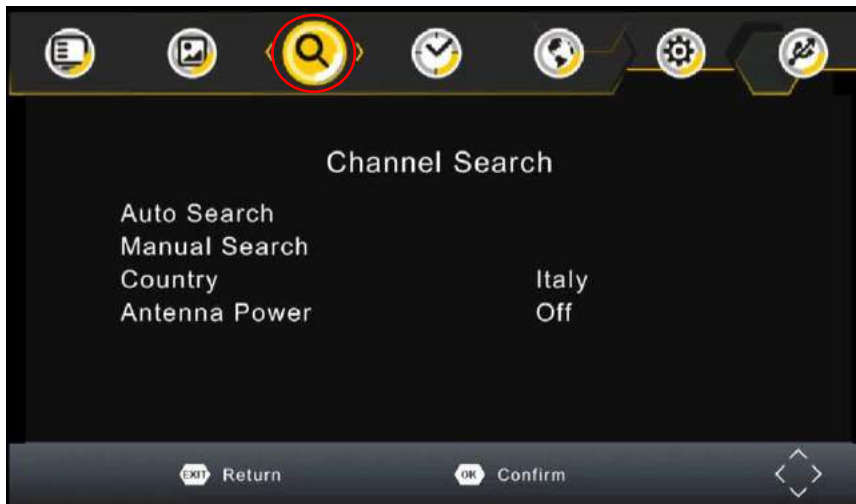 Channel Search
Auto Search
Manual Search
Country Italy
Antenna Power Off
EXIT Return OK Confirm